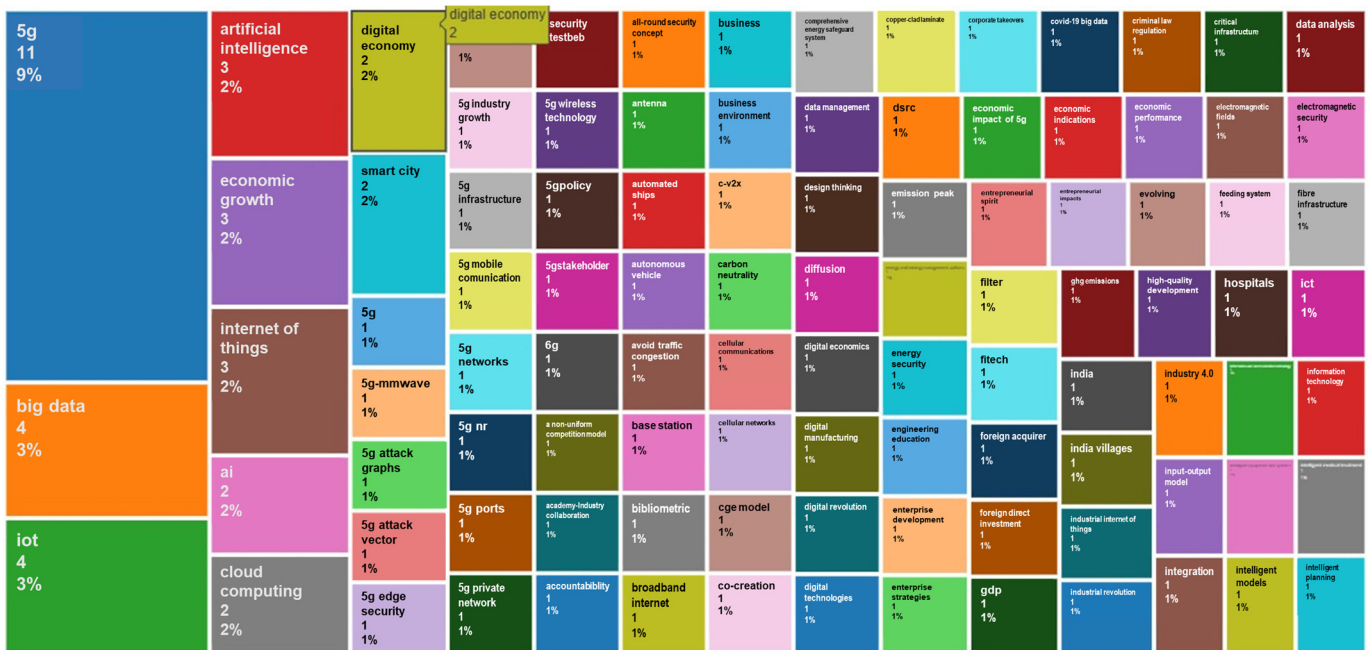 5g
11
9%
big data
4
3%
iot
4
3%
artificial
intelligence
3
2%
economic
growth
3
2%
internet of
things
3
2%
ai
2
2%
cloud
computing
2
2%
digital
economy
2
2%
smart city
2
2%
5g
1
1%
5g-mmwave
1
1%
5g attack
graphs
1
1%
5g attack
vector
1
1%
5g edge
security
1
1%
digital economy
2
1%
5g industry
growth
1
1%
5g
infrastructure
1
1%
5g mobile
comunication
1
1%
5g
networks
1
1%
5g nr
1
1%
5g ports
1
1%
5g private
network
1
1%
security
testbeb
1%
5g wireless
technology
1
1%
5gpolicy
1
1%
5gstakeholder
1
1%
6g
1
1%
a non-uniform
competition model
1
1%
academy-industry
collaboration
1
1%
accountabiblity
1
1%
all-round security
concept
1
1%
antenna
1
1%
automated
ships
1
1%
autonomous
vehicle
1
1%
avoid traffic
congestion
1
1%
base station
1
1%
bibliometric
1
1%
broadband
internet
1
1%
business
1
1%
business
environment
1
1%
c-v2x
1
1%
carbon
neutrality
1
1%
cellular
communications
1
1%
cellular networks
1
1%
cge model
1
1%
co-creation
1
1%
comprehensive
energy safeguard
system
1
1%
data management
1
1%
design thinking
1
1%
diffusion
1
1%
digital economics
1
1%
digital
manufacturing
1
1%
digital revolution
1
1%
digital
technologies
1
1%
copper-clad laminate
1
1%
dsrc
1
1%
emission peak
1
1%
energy
security
1
1%
engineering
education
1
1%
enterprise
development
1
1%
enterprise
strategies
1
1%
corporate takeovers
1
1%
economic
impact of 5g
1
1%
entrepreneurial
spirit
1
1%
filter
1
1%
fitech
1
1%
foreign acquirer
1
1%
foreign direct
investment
1
1%
gdp
1
1%
covid-19 big data
1
1%
economic
indications
1
1%
entrepreneurial
impacts
1
1%
ghg emissions
1
1%
india
1
1%
india villages
1
1%
industrial internet of
things
1
1%
industrial revolution
1
1%
criminal law
regulation
1
1%
economic
performance
1
1%
evolving
1
1%
high-quality
development
1
1%
industry 4.0
1
1%
input-output
model
1
1%
integration
1
1%
critical
infrastructure
1
1%
electromagnetic
fields
1
1%
feeding system
1
1%
hospitals
1
1%
intelligent
models
1
1%
data analysis
1
1%
electromagnetic
security
1
1%
fibre
infrastructure
1
1%
ict
1
1%
information
technology
1
1%
intelligent
planning
1
1%